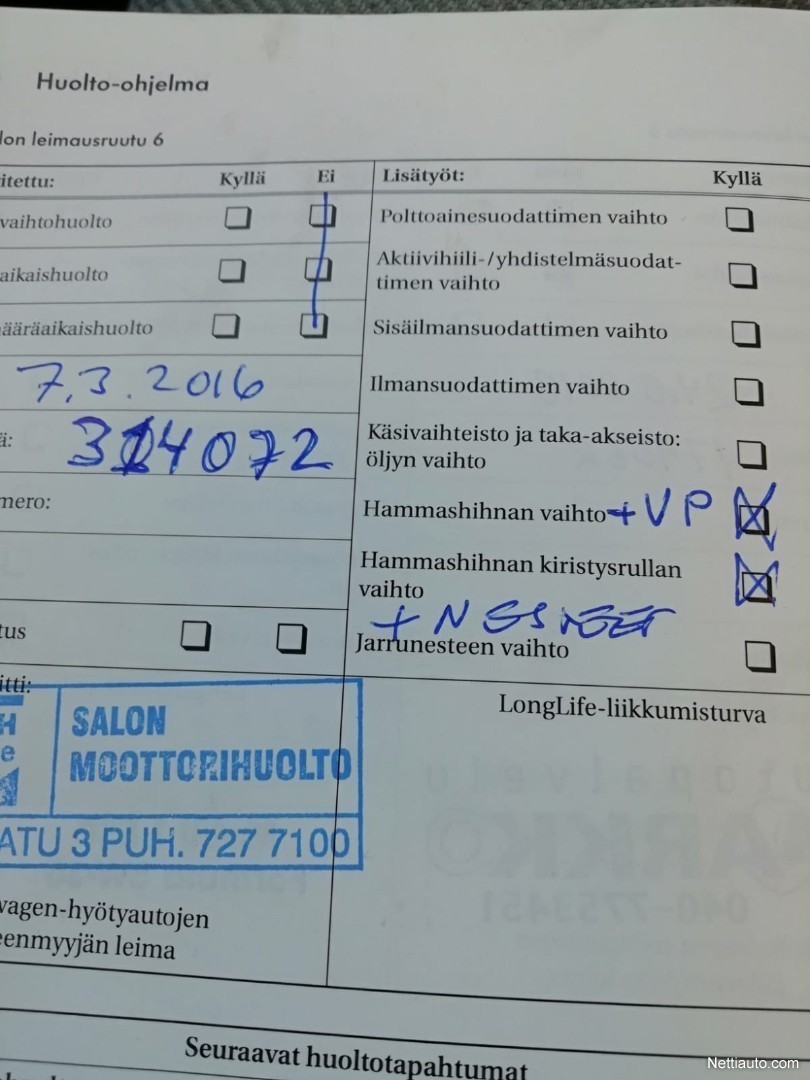 Huolto-ohjelma
lon leimausruutu 6
itettu: Kyllä Ei
vaihtohuolto
aikaishuolto
ääräaikaishuolto
7.3.2016
ä: 314072
mero:
tus
itti:
Lisätyöt: Kyllä
Polttoainesuodattimen vaihto
Aktiivihiili-/yhdistelmäsuodat-
timen vaihto
Sisäilmansuodattimen vaihto
Ilmansuodattimen vaihto
Käsivaihteisto ja taka-akseisto:
öljyn vaihto
Hammashihnan vaihto + VP
Hammashihnan kiristysrullan
vaihto
+ NESTEET
Jarrunesteen vaihto
LongLife-liikkumisturva
H
e
SALON
MOOTTORIHUOLTO
ATU 3 PUH. 727 7100
wagen-hyötyautojen
eenmyyjän leima
Seuraavat huoltotapahtumat
Nettiauto.com